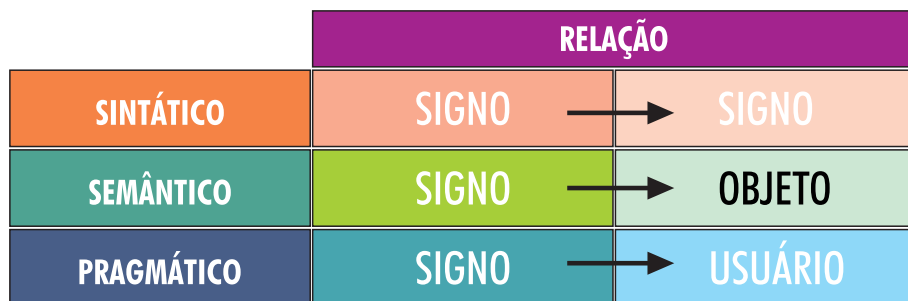 RELAÇÃO
SINTÁTICO SIGNO SIGNO
SEMÂNTICO SIGNO OBJETO
PRAGMÁTICO SIGNO USUÁRIO